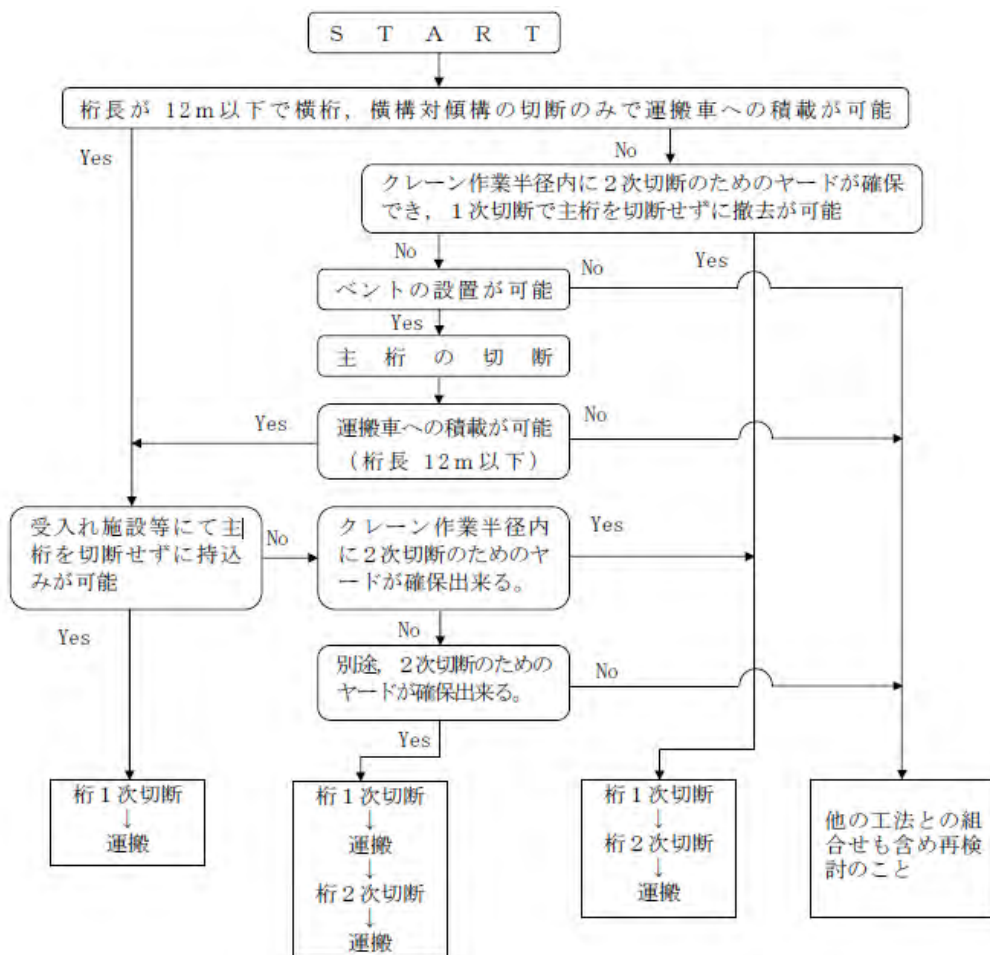 START
桁長が 12m以下で横桁，横構対傾構の切断のみで運搬車への積載が可能
Yes
No
クレーン作業半径内に２次切断のためのヤードが確保
でき，１次切断で主桁を切断せずに撤去が可能
No
Yes
No
ベントの設置が可能
Yes
主桁の切断
Yes
No
運搬車への積載が可能
（桁長 12m以下）
受入れ施設等にて主
桁を切断せずに持込
みが可能
No
クレーン作業半径内
に２次切断のためのヤ
ードが確保出来る。
Yes
Yes
No
別途，２次切断のための
ヤードが確保出来る。
No
Yes
桁１次切断
↓
運搬
桁１次切断
↓
運搬
↓
桁２次切断
↓
運搬
桁１次切断
↓
桁２次切断
↓
運搬
他の工法との組
合せも含め再検
討のこと